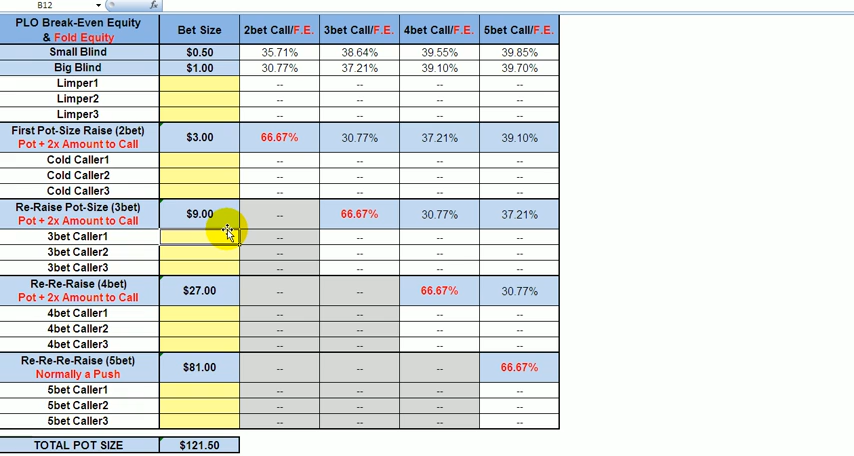 B12 fx
PLO Break-Even Equity & Fold Equity Bet Size 2bet Call/F.E. 3bet Call/F.E. 4bet Call/F.E. 5bet Call/F.E.
Small Blind $0.50 35.71% 38.64% 39.55% 39.85%
Big Blind $1.00 30.77% 37.21% 39.10% 39.70%
Limper1 -- -- -- --
Limper2 -- -- -- --
Limper3 -- -- -- --
First Pot-Size Raise (2bet) Pot + 2x Amount to Call $3.00 66.67% 30.77% 37.21% 39.10%
Cold Caller1 -- -- -- --
Cold Caller2 -- -- -- --
Cold Caller3 -- -- -- --
Re-Raise Pot-Size (3bet) Pot + 2x Amount to Call $9.00 -- 66.67% 30.77% 37.21%
3bet Caller1 -- -- -- --
3bet Caller2 -- -- -- --
3bet Caller3 -- -- -- --
Re-Re-Raise (4bet) Pot + 2x Amount to Call $27.00 -- -- 66.67% 30.77%
4bet Caller1 -- -- -- --
4bet Caller2 -- -- -- --
4bet Caller3 -- -- -- --
Re-Re-Re-Raise (5bet) Normally a Push $81.00 -- -- -- 66.67%
5bet Caller1 -- -- -- --
5bet Caller2 -- -- -- --
5bet Caller3 -- -- -- --
TOTAL POT SIZE $121.50